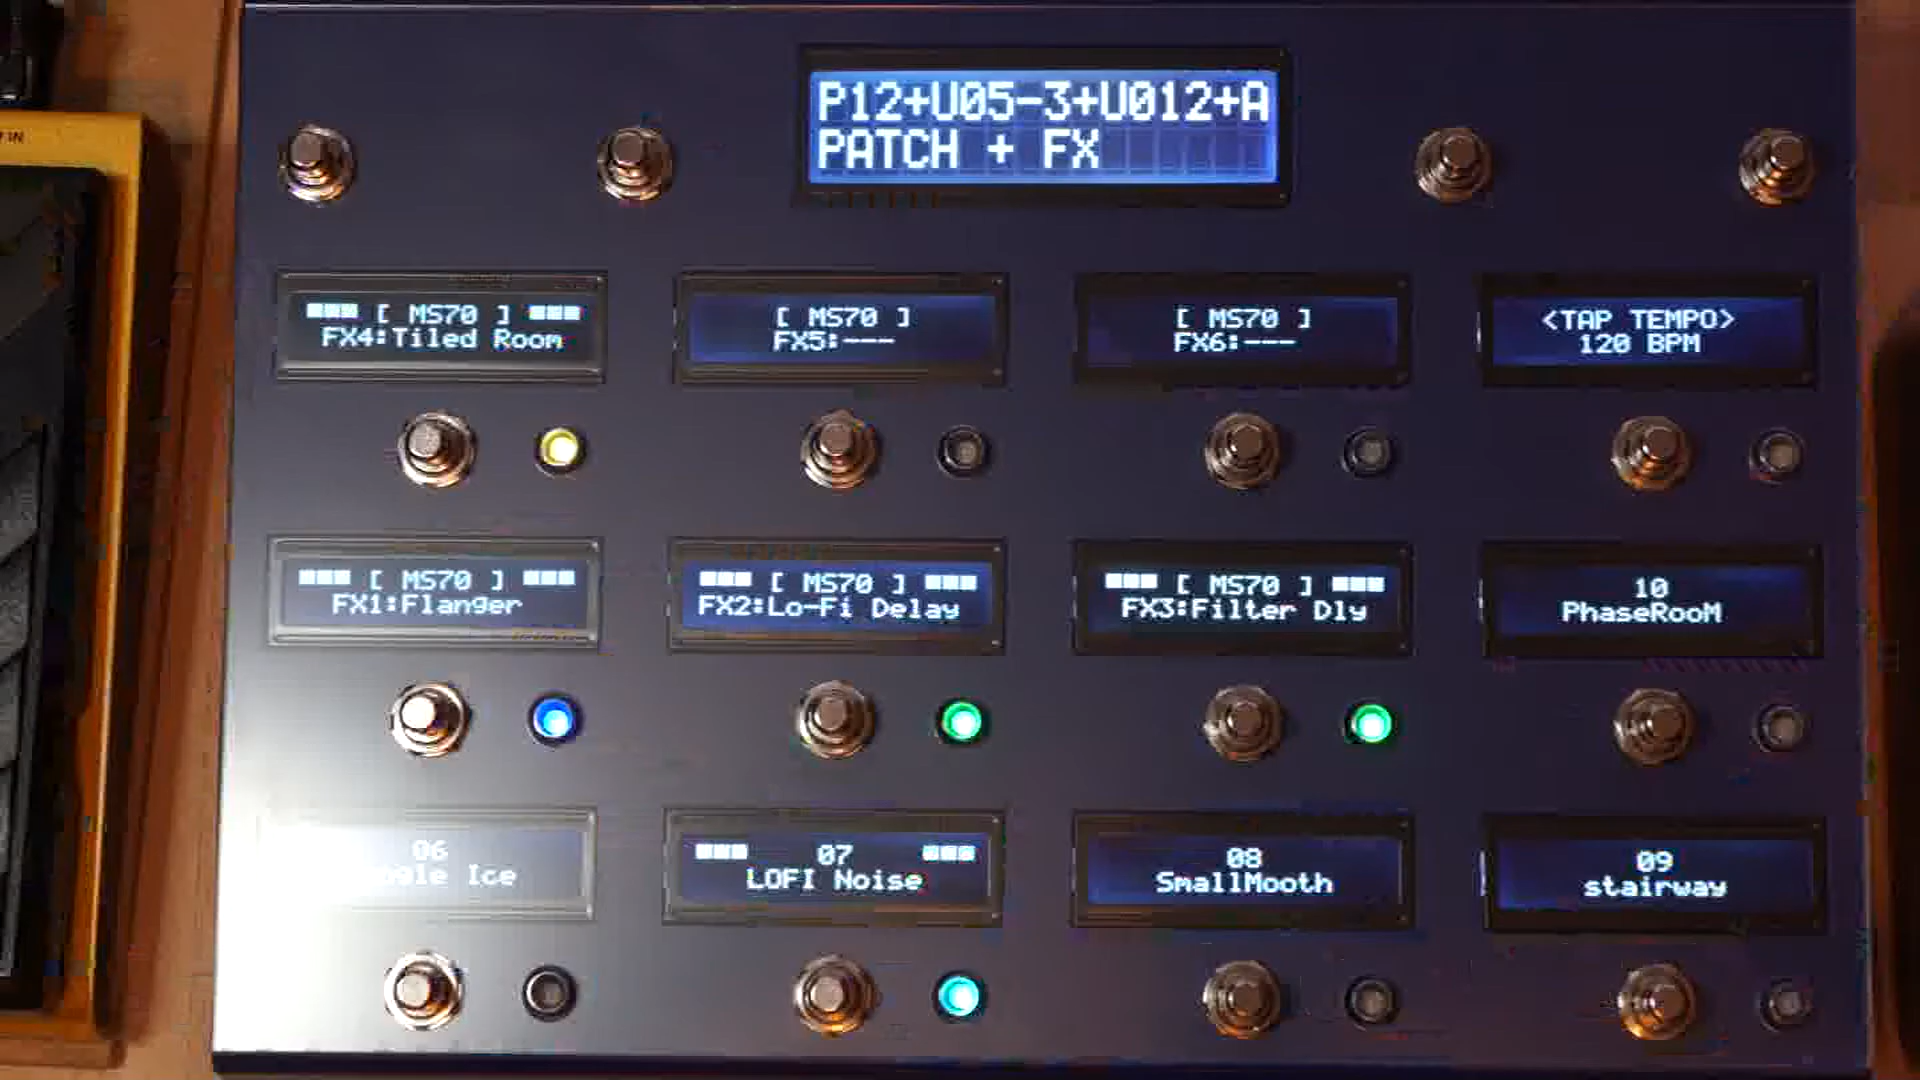 IN
P12+U05-3+U012+A
PATCH + FX
[ MS70 ]
FX4:Tiled Room
[ MS70 ]
FX5:---
[ MS70 ]
FX6:---
<TAP TEMPO>
120 BPM
[ MS70 ]
FX1:Flanger
[ MS70 ]
FX2:Lo-Fi Delay
[ MS70 ]
FX3:Filter Dly
10
PhaseRooM
06
Ice
07
LOFI Noise
08
SmallMooth
09
stairway